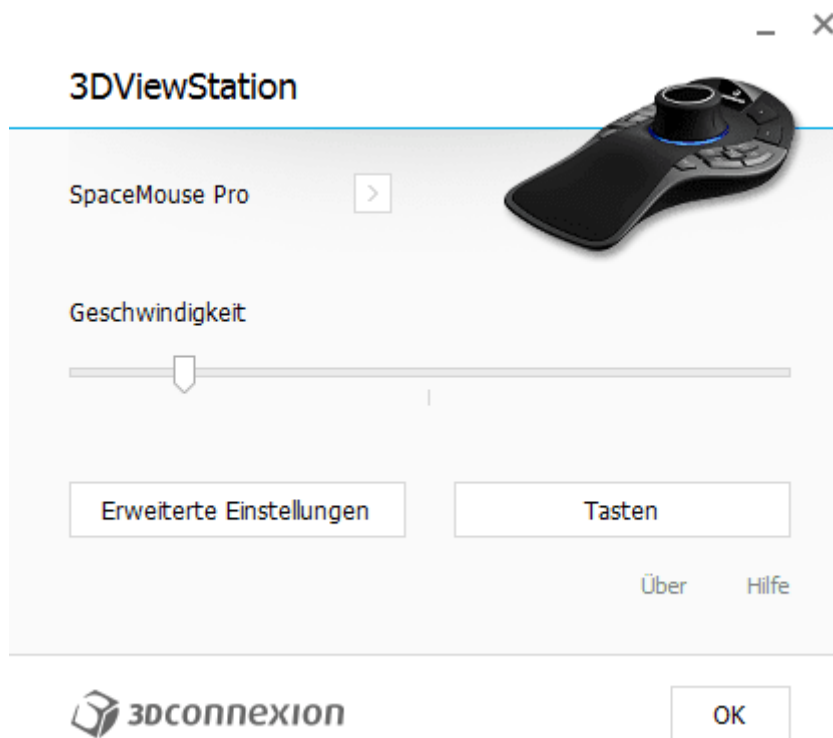 3DViewStation
SpaceMouse Pro
Geschwindigkeit
Erweiterte Einstellungen
Tasten
Über
Hilfe
3Dconnexion
OK